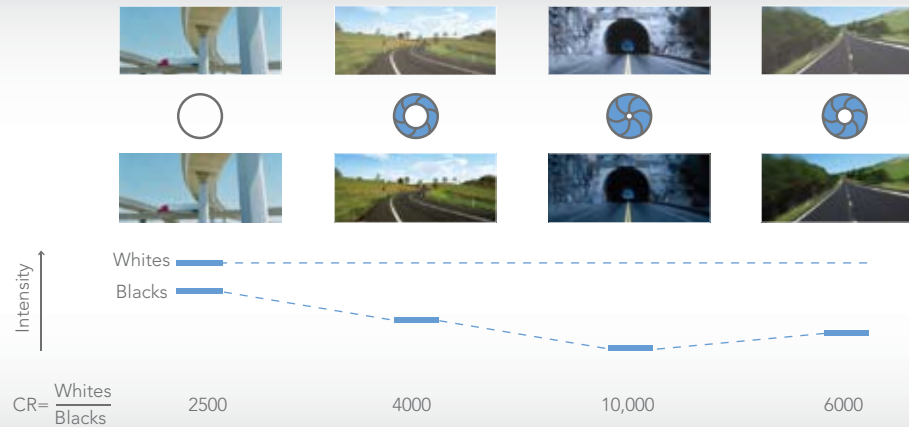 Whites
Blacks
Intensity
CR= Whites
Blacks
2500 4000 10,000 6000